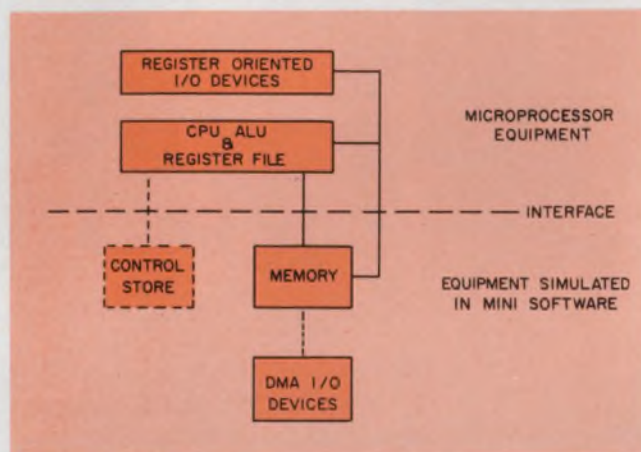 REGISTER ORIENTED
I/O DEVICES
CPU ALU
&
REGISTER FILE
MICROPROCESSOR
EQUIPMENT
INTERFACE
CONTROL
STORE
MEMORY
EQUIPMENT SIMULATED
IN MINI SOFTWARE
DMA I/O
DEVICES